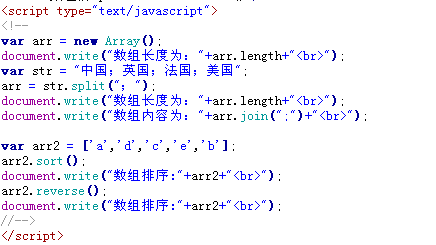 <script type="text/javascript">
<!--
var arr = new Array();
document.write("数组长度为："+arr.length+"<br>");
var str = "中国；英国；法国；美国";
arr = str.split("；");
document.write("数组长度为："+arr.length+"<br>");
document.write("数组内容为："+arr.join(";")+"<br>");
var arr2 = ['a','d','c','e','b'];
arr2.sort();
document.write("数组排序:"+arr2+"<br>");
arr2.reverse();
document.write("数组排序:"+arr2+"<br>");
//-->
</script>